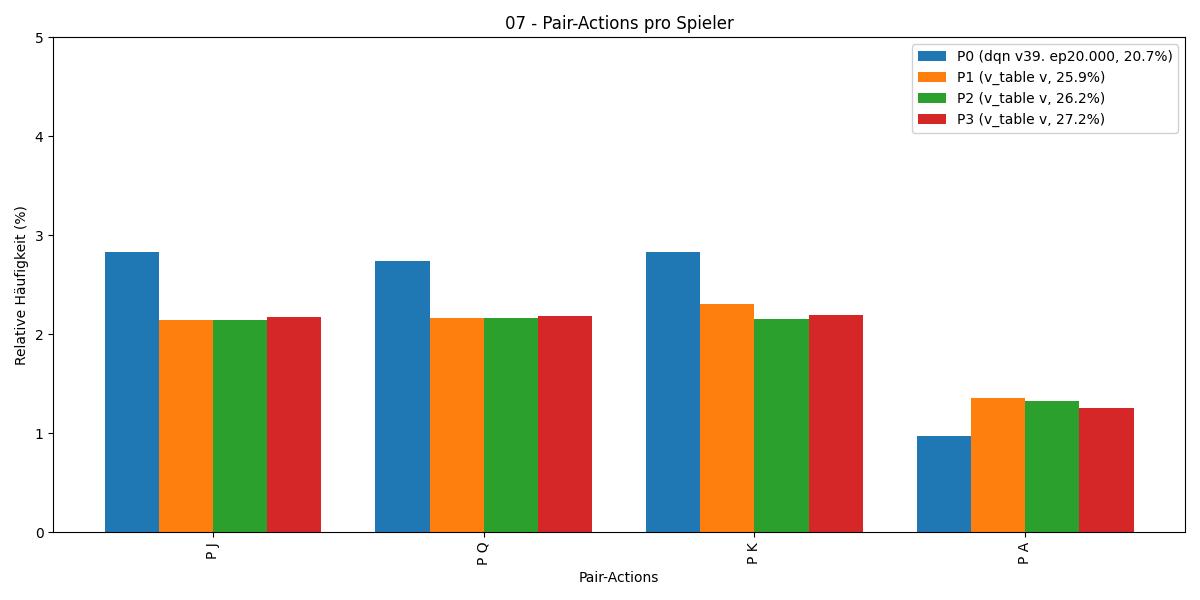 07 - Pair-Actions pro Spieler
P0 (dqn v39. ep20.000, 20.7%)
P1 (v_table v, 25.9%)
P2 (v_table v, 26.2%)
P3 (v_table v, 27.2%)
Relative Häufigkeit (%)
5
4
3
2
1
0
P J
P Q
P K
P A
Pair-Actions